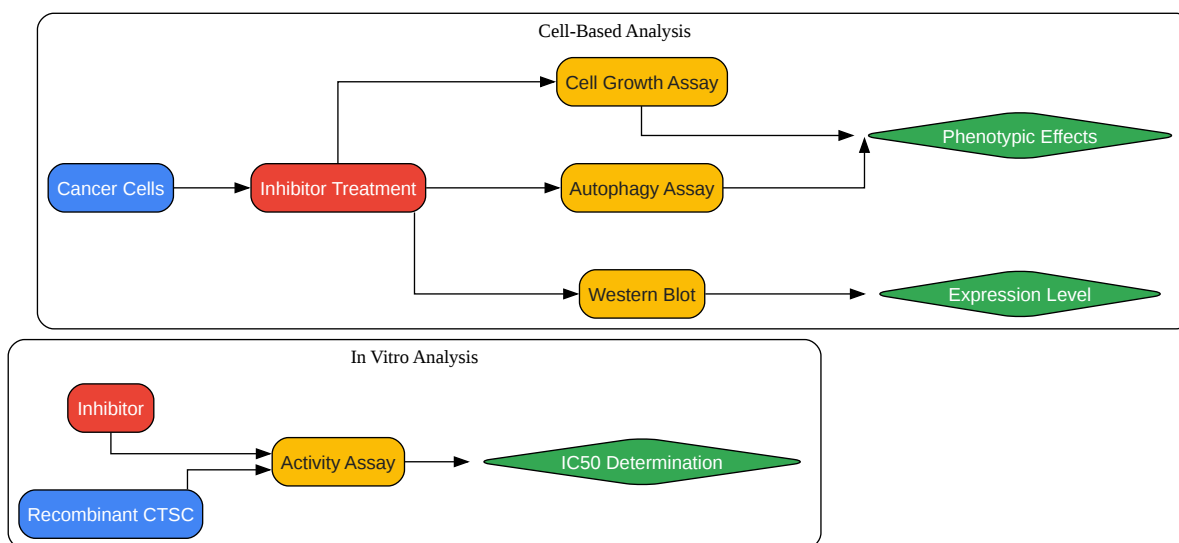 Cell-Based Analysis
Cell Growth Assay
Phenotypic Effects
Cancer Cells
Inhibitor Treatment
Autophagy Assay
Western Blot
Expression Level
In Vitro Analysis
Inhibitor
Activity Assay
IC50 Determination
Recombinant CTSC